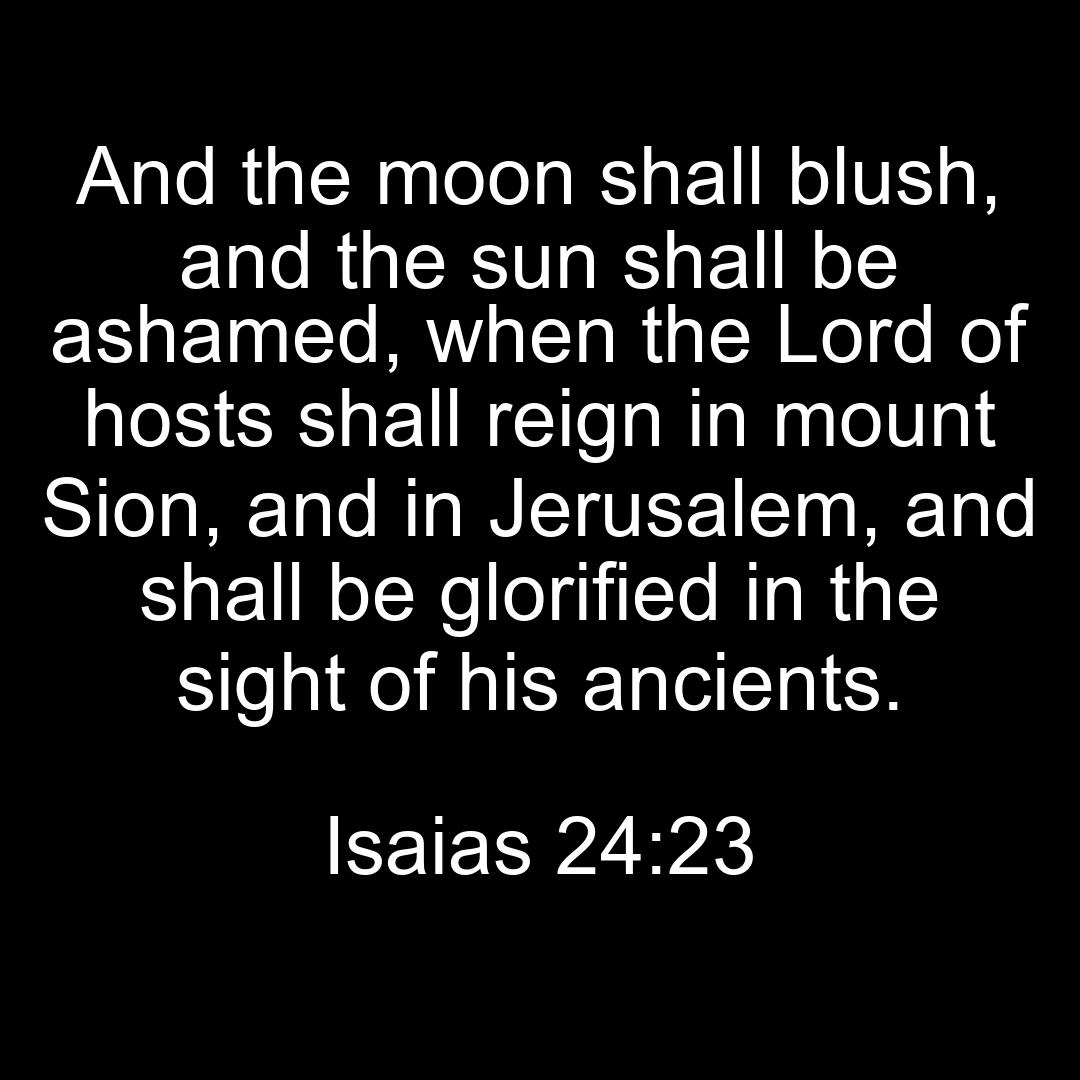 And the moon shall blush,
and the sun shall be
ashamed, when the Lord of
hosts shall reign in mount
Sion, and in Jerusalem, and
shall be glorified in the
sight of his ancients.
Isaias 24:23